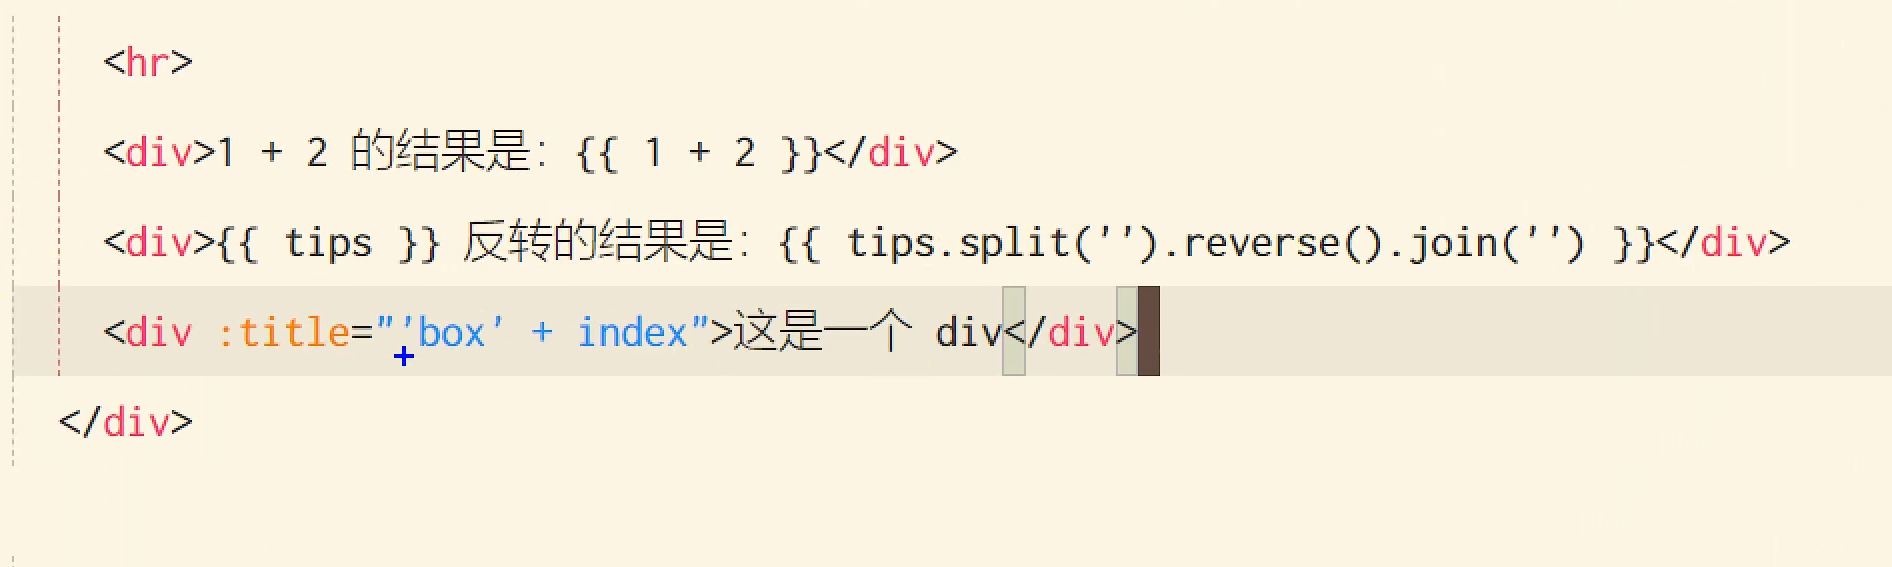 <hr>
<div>1 + 2 的结果是：{{ 1 + 2 }}</div>
<div>{{ tips }} 反转的结果是：{{ tips.split('').reverse().join('') }}</div>
<div :title="'box' + index">这是一个 div</div>
</div>